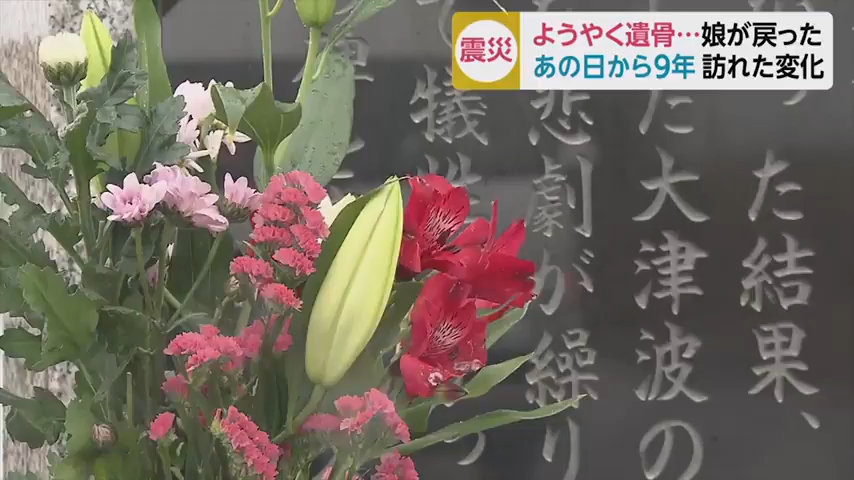 震災
ようやく遺骨…娘が戻った
あの日から9年 訪れた変化
た結果、
た大津波の
悲劇が繰り
犠牲